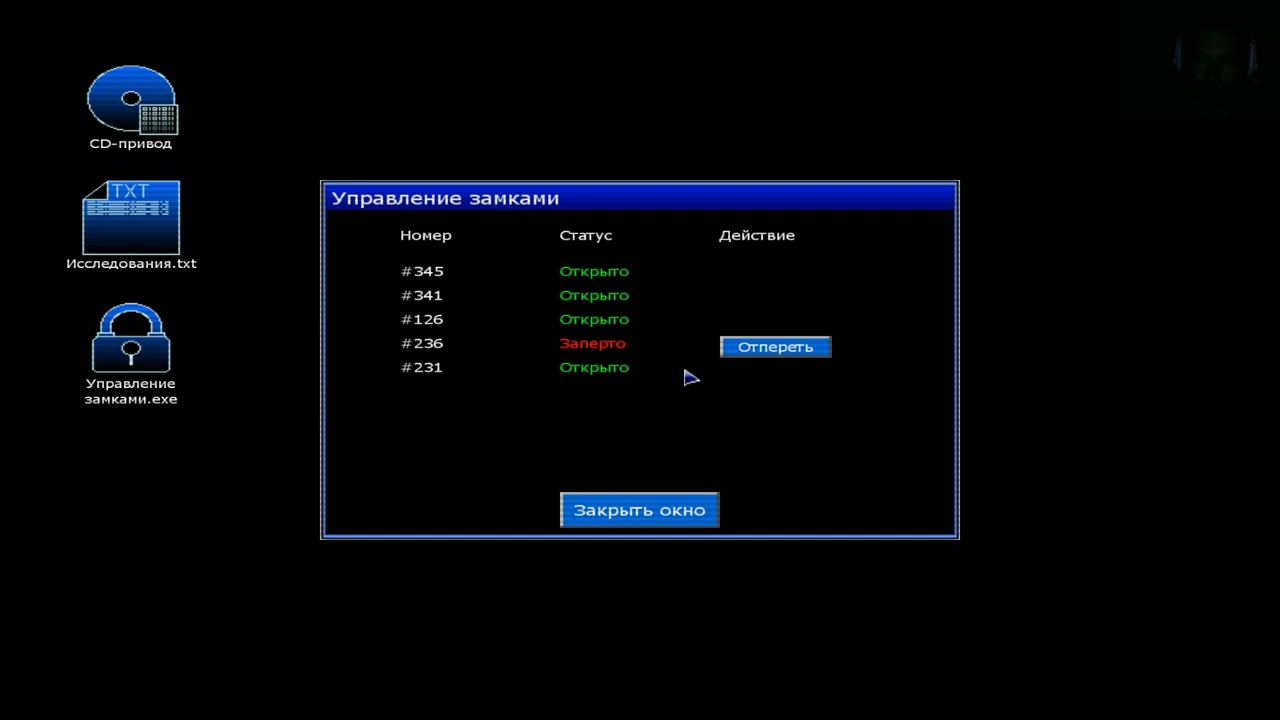 CD-привод
TXT
Исследования.txt
Управление
замками.exe
Управление замками
Номер Статус Действие
#345 Открыто
#341 Открыто
#126 Открыто
#236 Заперто Отпереть
#231 Открыто
Закрыть окно